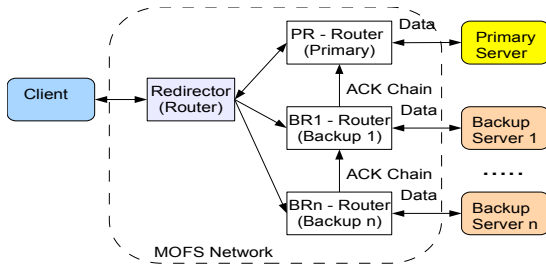 PR - Router
(Primary)
Data
Primary
Server
Client
Redirector
(Router)
ACK Chain
Data
BR1 - Router
(Backup 1)
Backup
Server 1
ACK Chain
.....
Data
BRn - Router
(Backup n)
Backup
Server n
MOFS Network